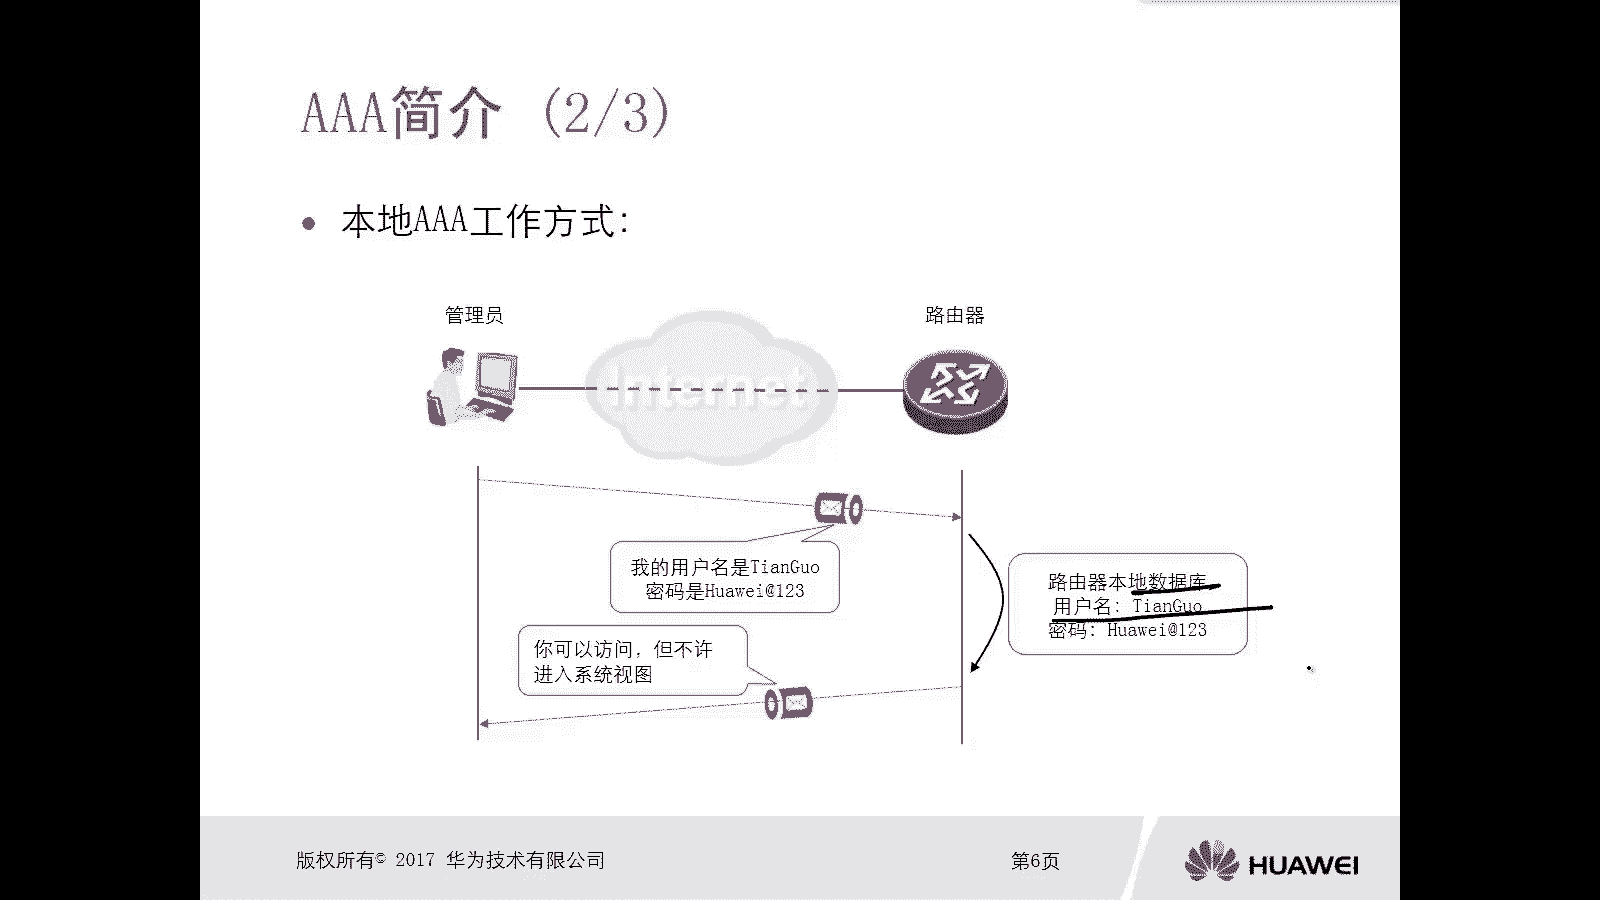 AAA简介 (2/3)
本地AAA工作方式：
管理员
路由器
Internet
我的用户名是TianGuo
密码是Huawei@123
路由器本地数据库
用户名：TianGuo
密码：Huawei@123
你可以访问，但不许
进入系统视图
版权所有© 2017 华为技术有限公司
第6页
HUAWEI